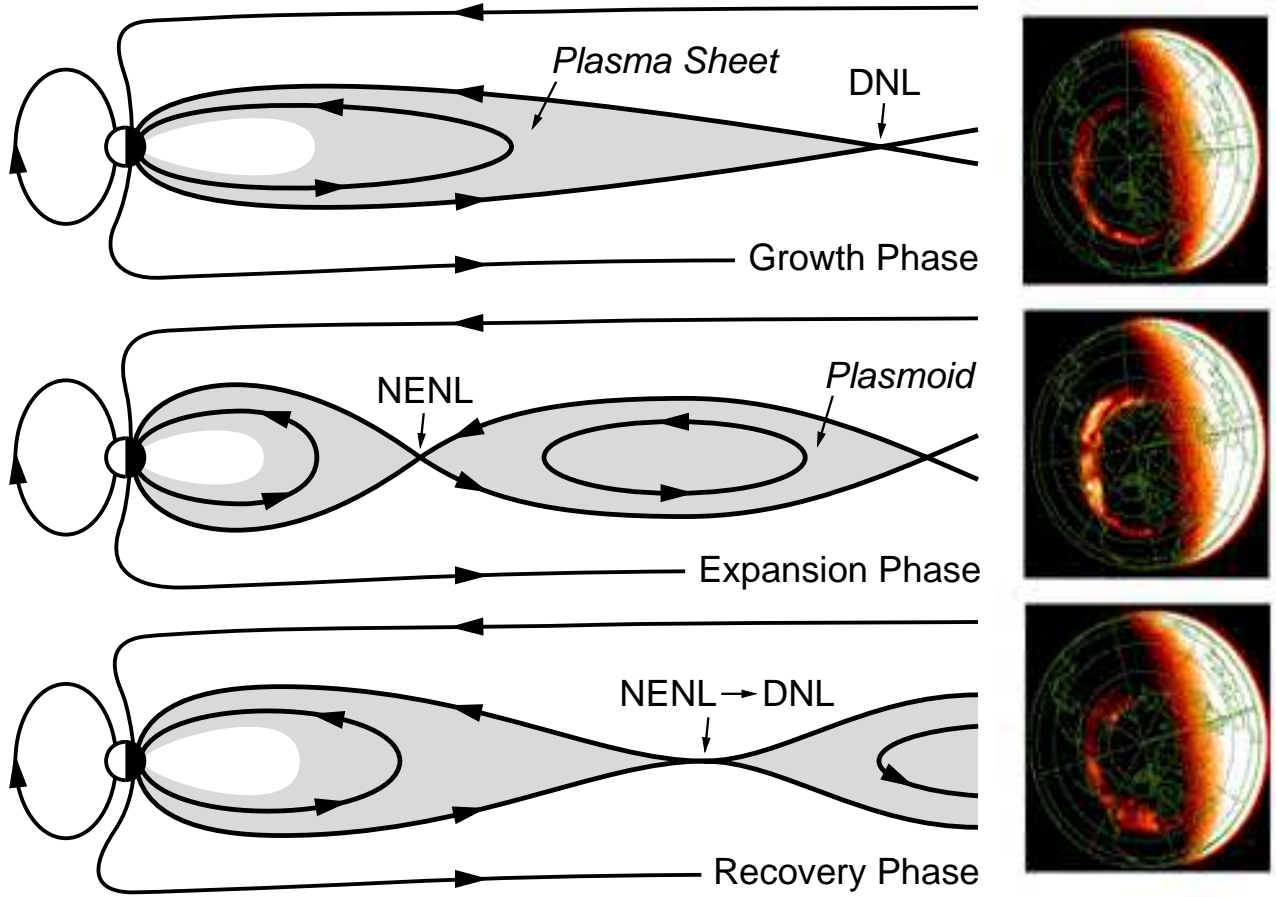 Plasma Sheet
DNL
Growth Phase
NENL
Plasmoid
Expansion Phase
NENL → DNL
Recovery Phase